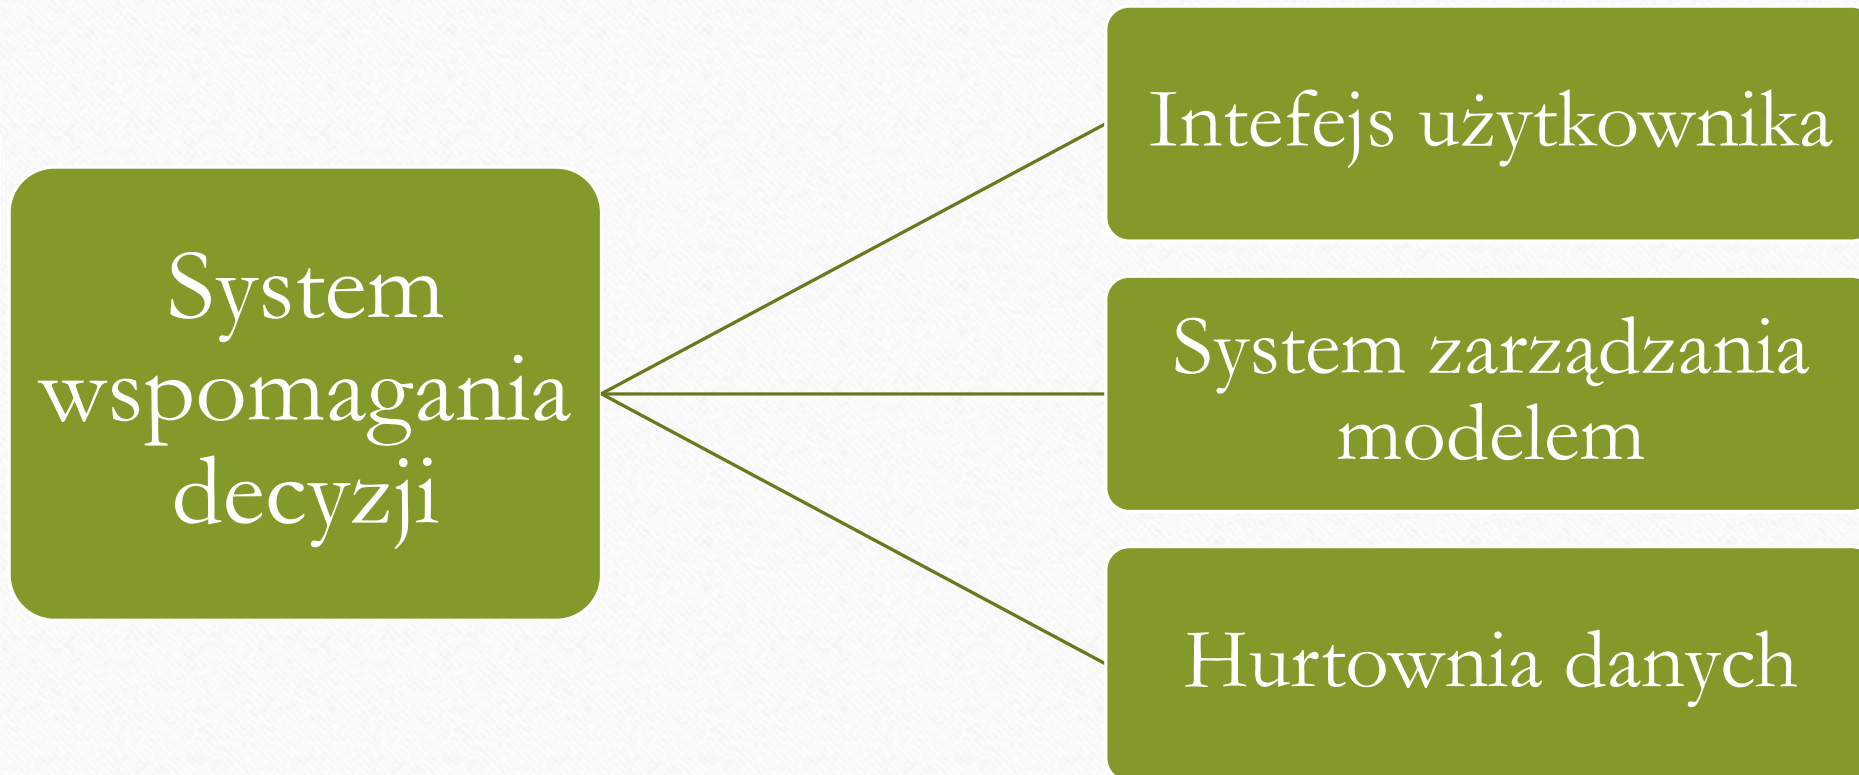 System
wspomagania
decyzji
Intefejs użytkownika
System zarządzania
modelem
Hurtownia danych